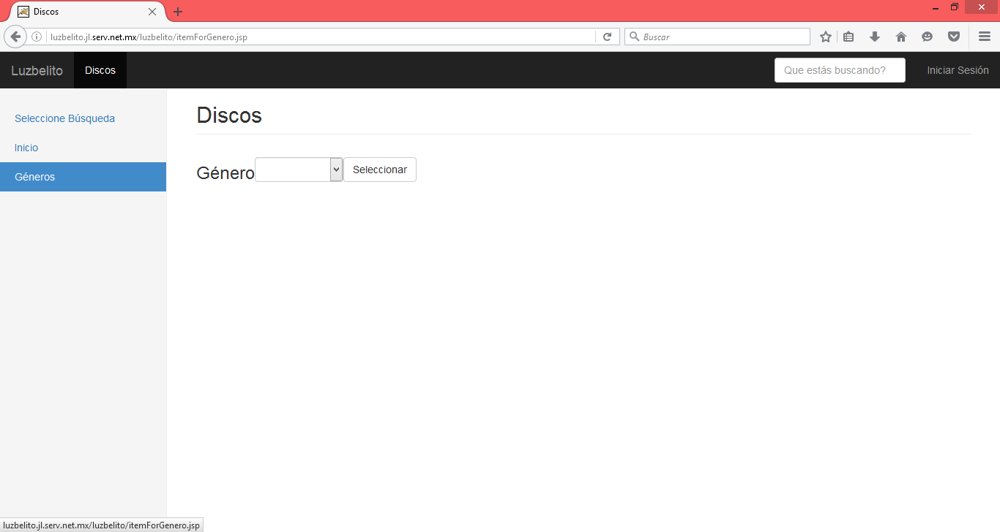 Discos
luzbelito.jl.serv.net.mx/luzbelito/itemForGenero.jsp
Buscar
Luzbelito
Discos
Que estás buscando?
Iniciar Sesión
Seleccione Búsqueda
Inicio
Géneros
Discos
Género
Seleccionar
luzbelito.jl.serv.net.mx/luzbelito/itemForGenero.jsp